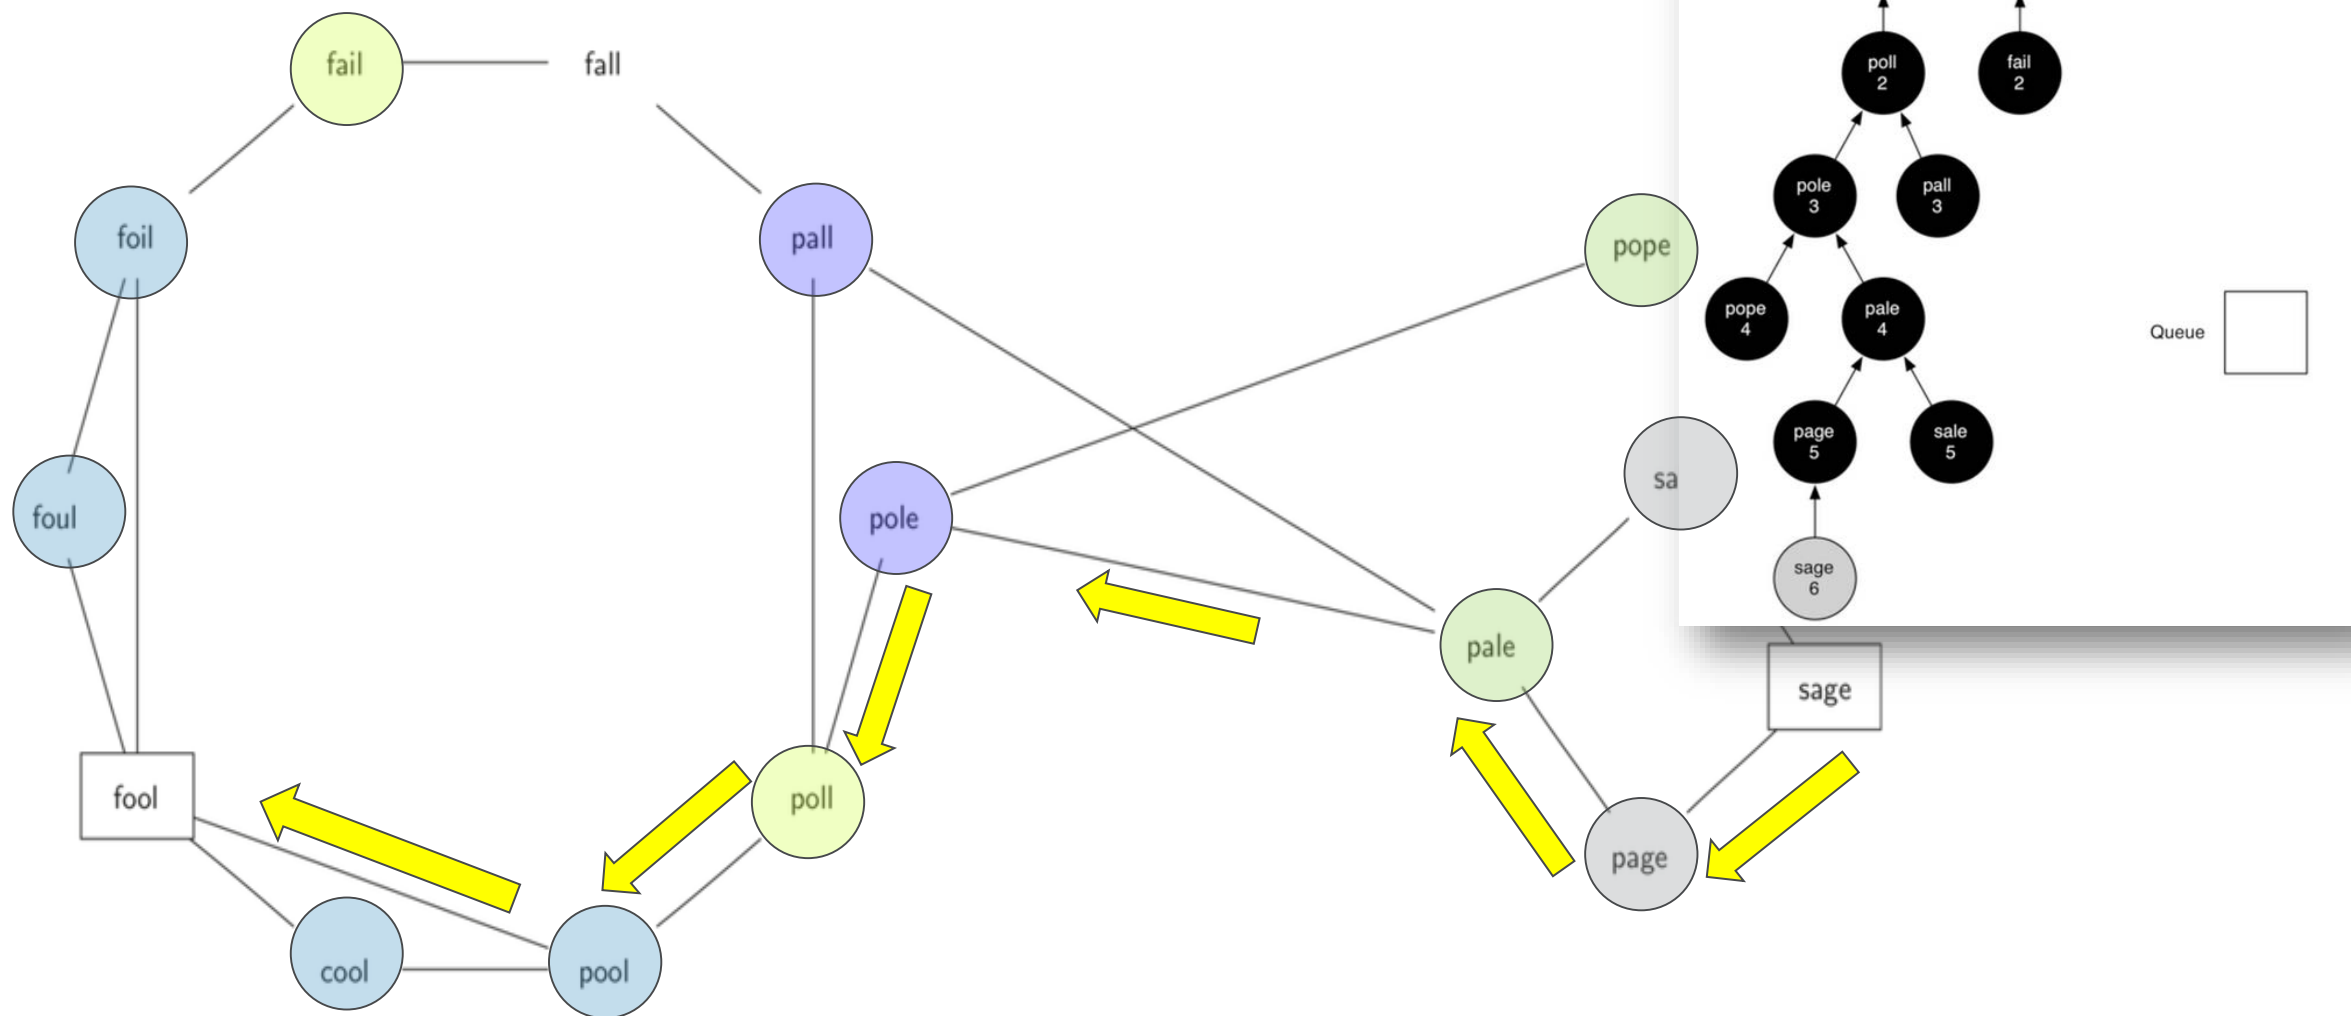 fail
fall
foil
pall
pope
foul
pole
sa
pale
sage
fool
poll
page
cool
pool
poll
2
fail
2
pole
3
pall
3
pope
4
pale
4
Queue
page
5
sale
5
sage
6